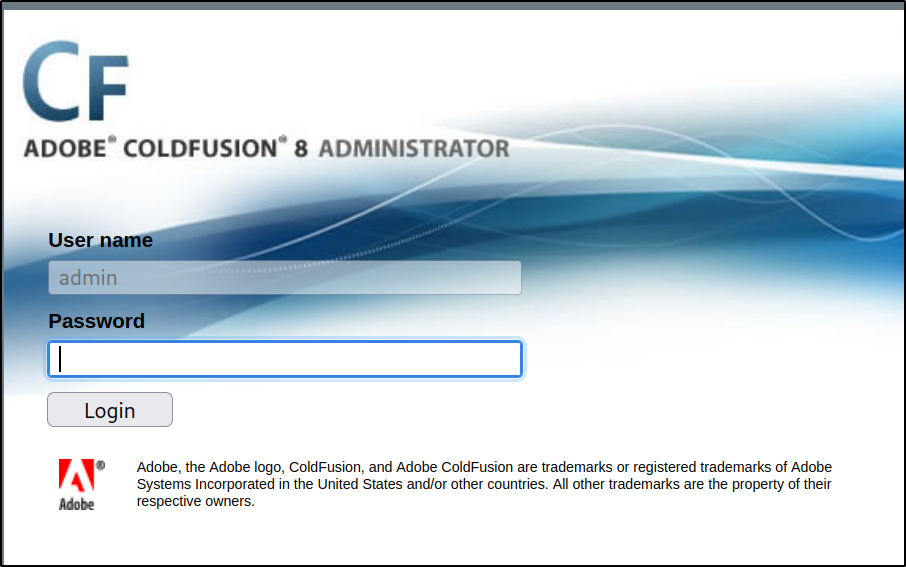 CF
ADOBE® COLDFUSION® 8 ADMINISTRATOR
User name
admin
Password
Login
Adobe®
Adobe, the Adobe logo, ColdFusion, and Adobe ColdFusion are trademarks or registered trademarks of Adobe
Systems Incorporated in the United States and/or other countries. All other trademarks are the property of their
respective owners.